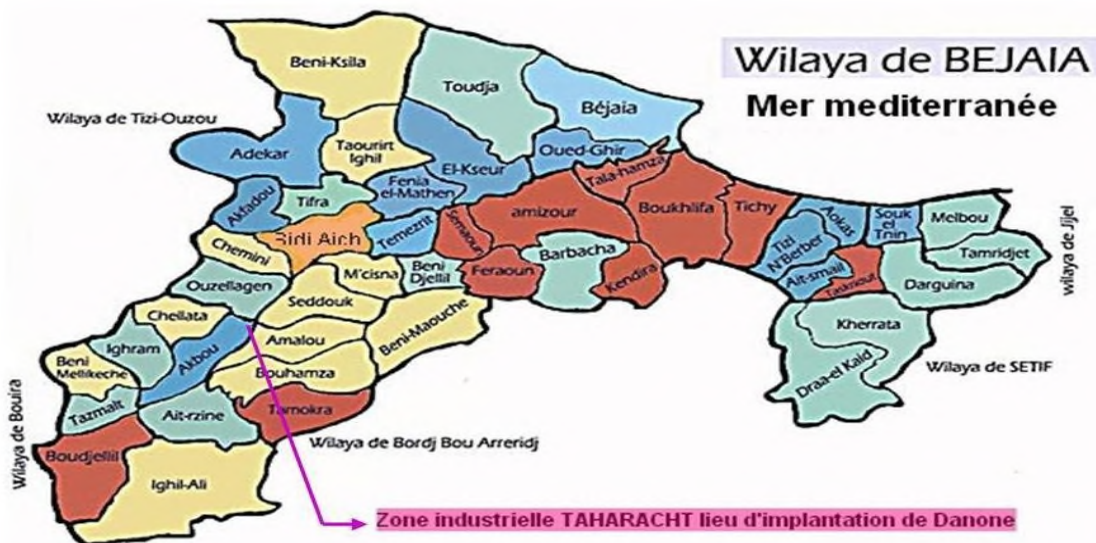 Wilaya de BEJAIA
Mer mediterranée
Beni-Ksila
Toudja
Béjaia
Wilaya de Tizi-Ouzou
Adekar
Taourirt
Ighil
El-Kseur
Oued-Ghir
Tala-hamza
Fenia
el-Mathen
Akfadou
Tifra
Sidi Aich
Temezrit
Semaoun
amizour
Boukhlifa
Tichy
Aokas
Souk
el
Tnin
Melbou
Tizi
N'Berber
Tamridjet
wilaya de Jijel
Chemini
M'cisna
Beni
Djellil
Feraoun
Barbacha
Kendira
Ait-smail
Taskriout
Darguina
Ouzellagen
Seddouk
Chellata
Beni-Maouche
Kherrata
Ighram
Akbou
Amalou
Beni
Mellikeche
Bouhamza
Draa-el Kaid
Wilaya de SETIF
Tazmalt
Ait-rzine
Tamokra
Wilaya de Bouira
Wilaya de Bordj Bou Arreridj
Boudjellil
Ighil-Ali
Zone industrielle TAHARACHT lieu d'implantation de Danone